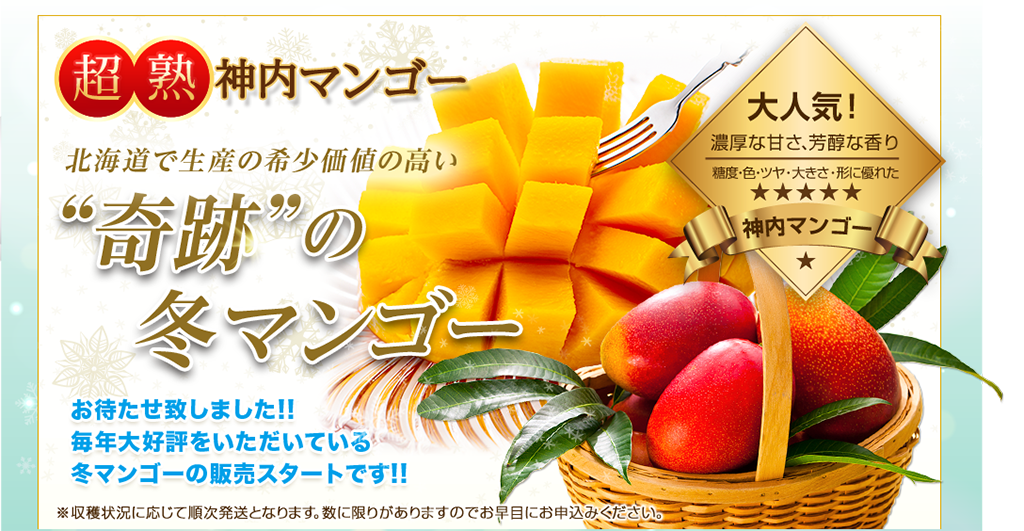 超熟神内マンゴー
北海道で生産の希少価値の高い
“奇跡”の
冬マンゴー
お待たせ致しました!!
毎年大好評をいただいている
冬マンゴーの販売スタートです!!
※収穫状況に応じて順次発送となります。数に限りがありますのでお早目にお申込みください。
大人気!
濃厚な甘さ、芳醇な香り
糖度・色・ツヤ・大きさ・形に優れた
★★★★★
神内マンゴー
★